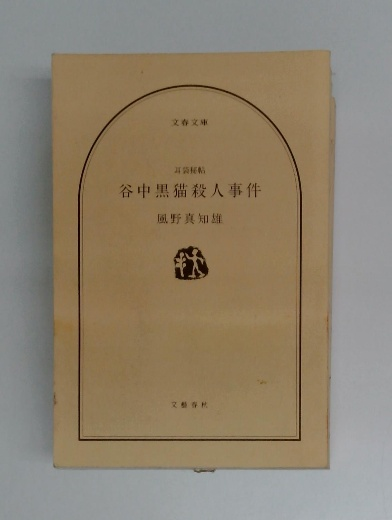 文春文庫
耳袋秘帖
谷中黒猫殺人事件
風野真知雄
文藝春秋